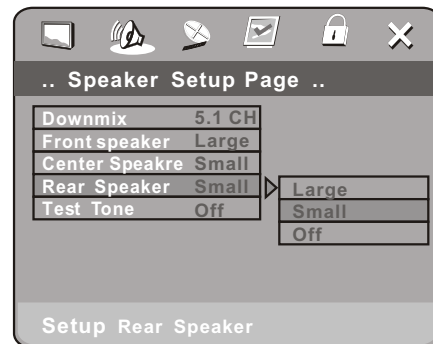 .. Speaker Setup Page ..
Downmix 5.1 CH
Front speaker Large
Center Speakre Small
Rear Speaker Small
Test Tone Off
Large
Small
Off
Setup Rear Speaker